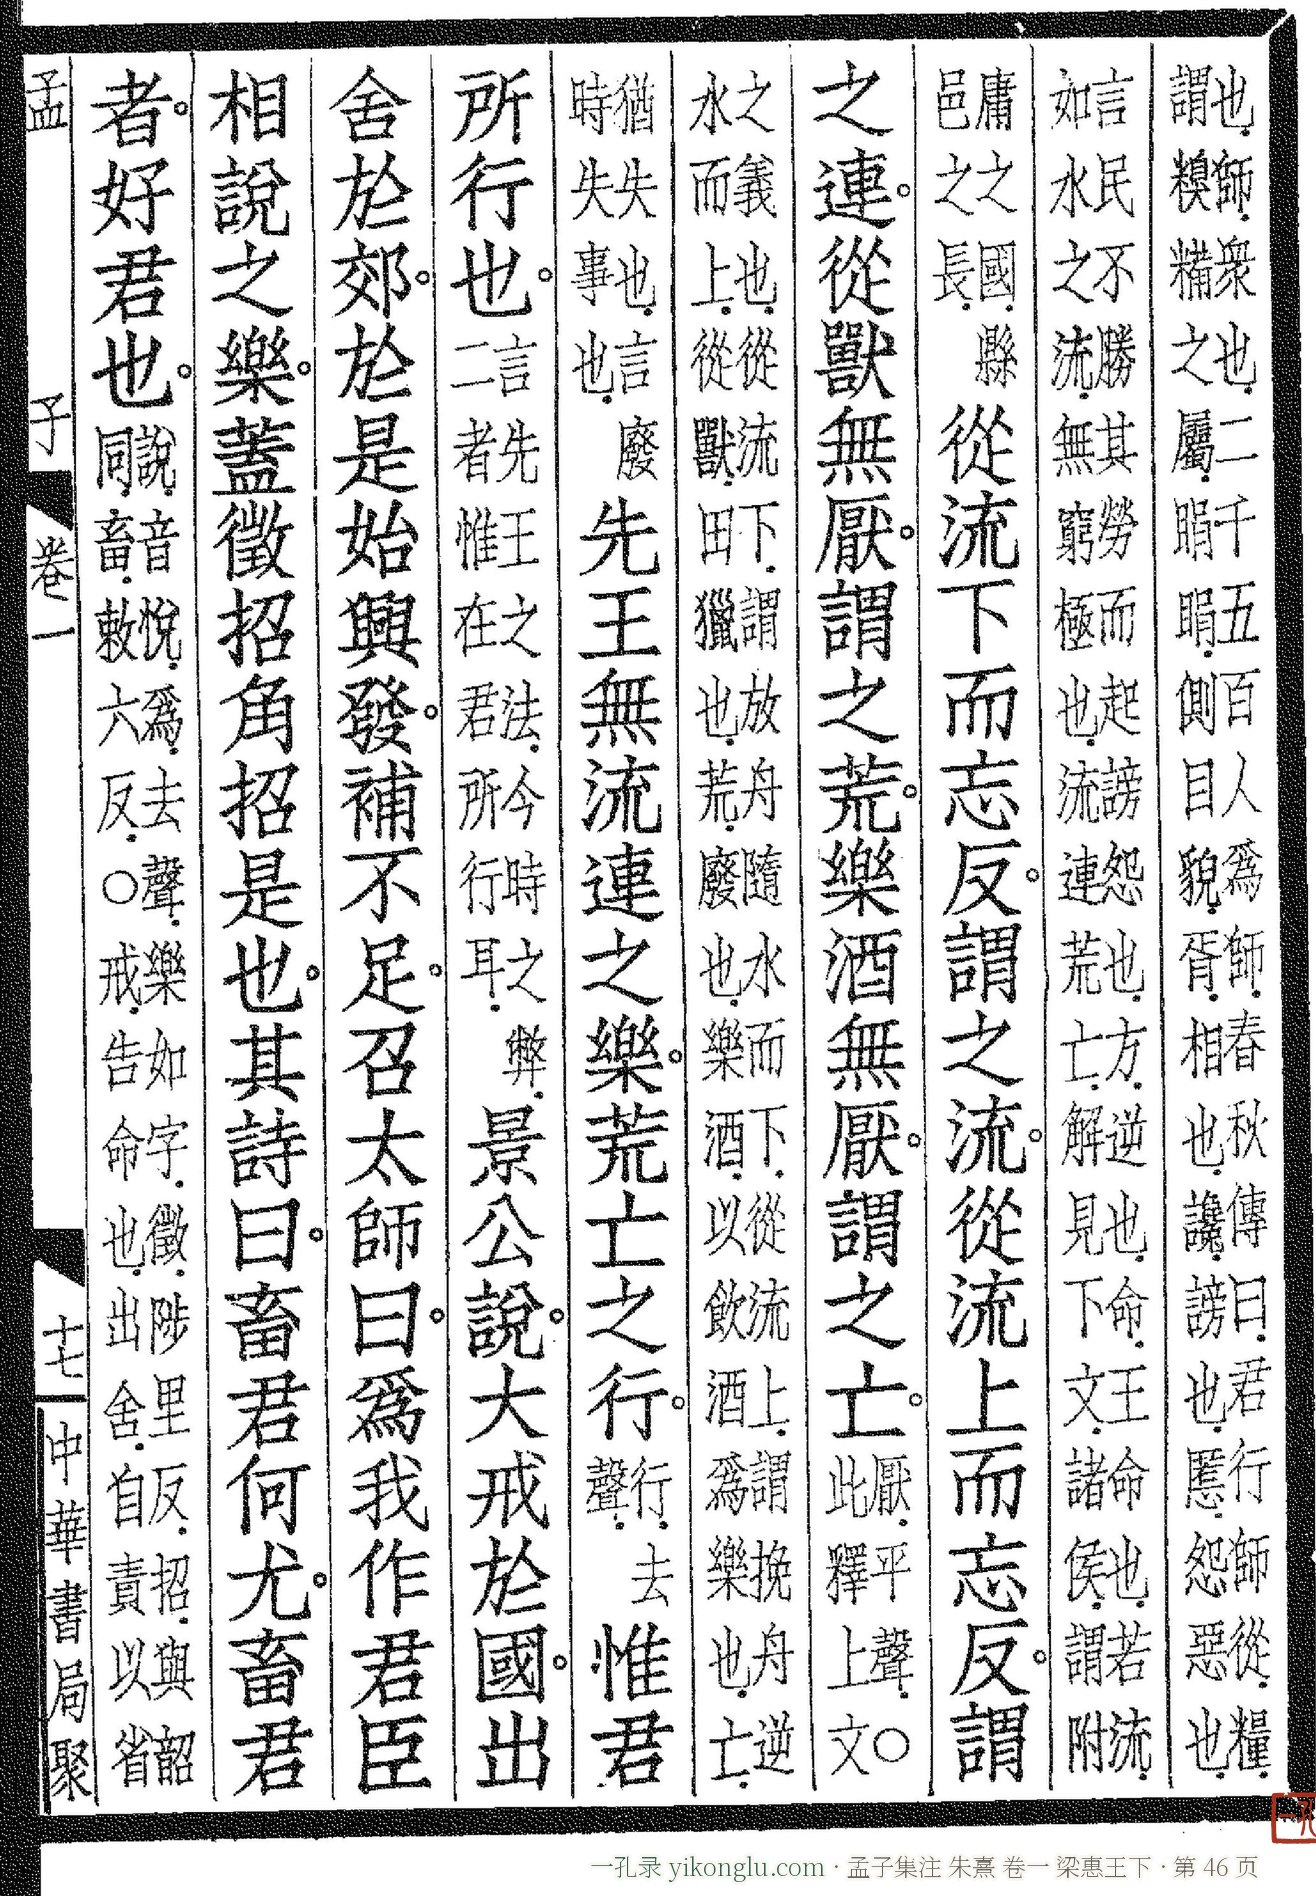 也。師。衆也。二千五百人爲師。春秋傳曰。君行師從。糧。
謂糗糒之屬。睊睊。側目貌。胥。相也。讒。謗也。慝。怨惡也。
言民不勝其勞而起謗怨也。方。逆也。命。王命也。若流。
如水之流。無窮極也。流連荒亡。解見下文。諸侯。謂附
庸之國。縣
邑之長。
從流下而忘反。謂之流。從流上而忘反。謂
之連。從獸無厭。謂之荒。樂酒無厭。謂之亡。
厭。平聲。○
此釋上文
之義也。從流下。謂放舟隨水而下。從流上。謂挽舟逆
水而上。從獸。田獵也。荒。廢也。樂酒。以飲酒爲樂也。亡。
猶失也。言廢
時失事也。
先王無流連之樂。荒亡之行。
行。去
聲。
惟君
所行也。
言先王之法。今時之弊。
二者惟在君所行耳。
景公說。大戒於國。出
舍於郊。於是始興發。補不足。召太師曰。爲我作君臣
相說之樂。蓋徵招角招是也。其詩曰。畜君何尤。畜君
者。好君也。
說。音悅。爲。去聲。樂如字。徵。陟里反。招。與韶
同。畜。敕六反。○戒。告命也。出舍。自責以省
孟子 卷一
十七
中華書局聚
一孔录 yikonglu.com · 孟子集注 朱熹 卷一 梁惠王下 · 第 46 页